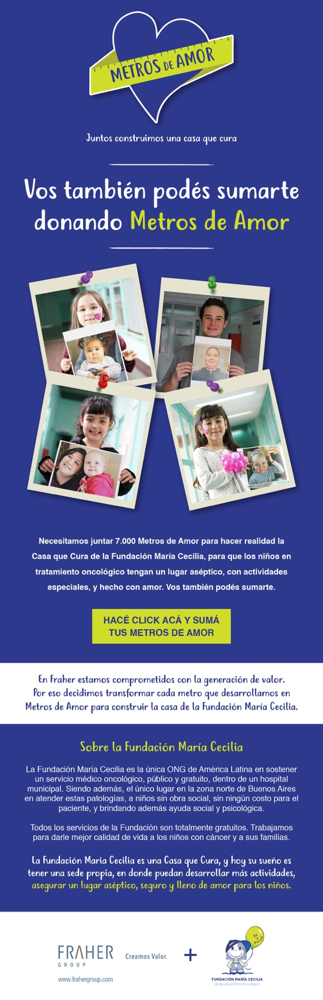 METROS DE AMOR
Juntos construimos una casa que cura
Vos también podés sumarte
donando Metros de Amor
Necesitamos juntar 7.000 Metros de Amor para hacer realidad la
Casa que Cura de la Fundación María Cecilia, para que los niños en
tratamiento oncológico tengan un lugar aséptico, con actividades
especiales, y hecho con amor. Vos también podés sumarte.
HACÉ CLICK ACÁ Y SUMÁ
TUS METROS DE AMOR
En Fraher estamos comprometidos con la generación de valor.
Por eso decidimos transformar cada metro que desarrollamos en
Metros de Amor para construir la casa de la Fundación María Cecilia.
Sobre la Fundación María Cecilia
La Fundación María Cecilia es la única ONG de América Latina en sostener
un servicio médico oncológico, público y gratuito, dentro de un hospital
municipal. Siendo además, el único lugar en la zona norte de Buenos Aires
en atender estas patologías, a niños sin obra social, sin ningún costo para el
paciente, y brindando además ayuda social y psicológica.
Todos los servicios de la Fundación son totalmente gratuitos. Trabajamos
para darle mejor calidad de vida a los niños con cáncer y a sus familias.
La Fundación Maria Cecilia es una Casa que Cura, y hoy su sueño es
tener una sede propia, en donde puedan desarrollar más actividades,
asegurar un lugar aséptico, seguro y lleno de amor para los niños.
FRAHER
GROUP
Creamos Valor.
www.frahergroup.com
+
Fe
y
unión
FUNDACIÓN MARÍA CECILIA
de Ayuda al Niño Oncológico